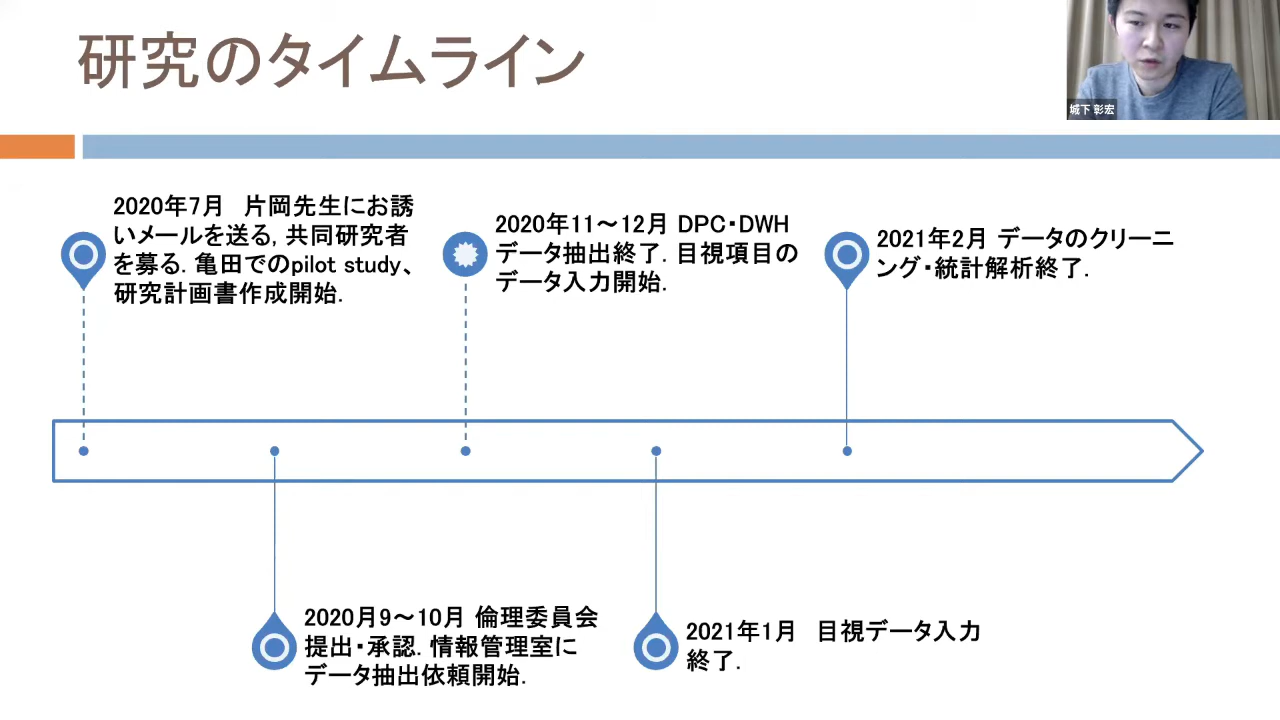 研究のタイムライン
城下 彰宏
2020年7月　片岡先生にお誘
いメールを送る, 共同研究者
を募る. 亀田でのpilot study、
研究計画書作成開始.
2020年11～12月 DPC・DWH
データ抽出終了. 目視項目の
データ入力開始.
2021年2月 データのクリーニ
ング・統計解析終了.
2020月9～10月 倫理委員会
提出・承認. 情報管理室に
データ抽出依頼開始.
2021年1月　目視データ入力
終了.